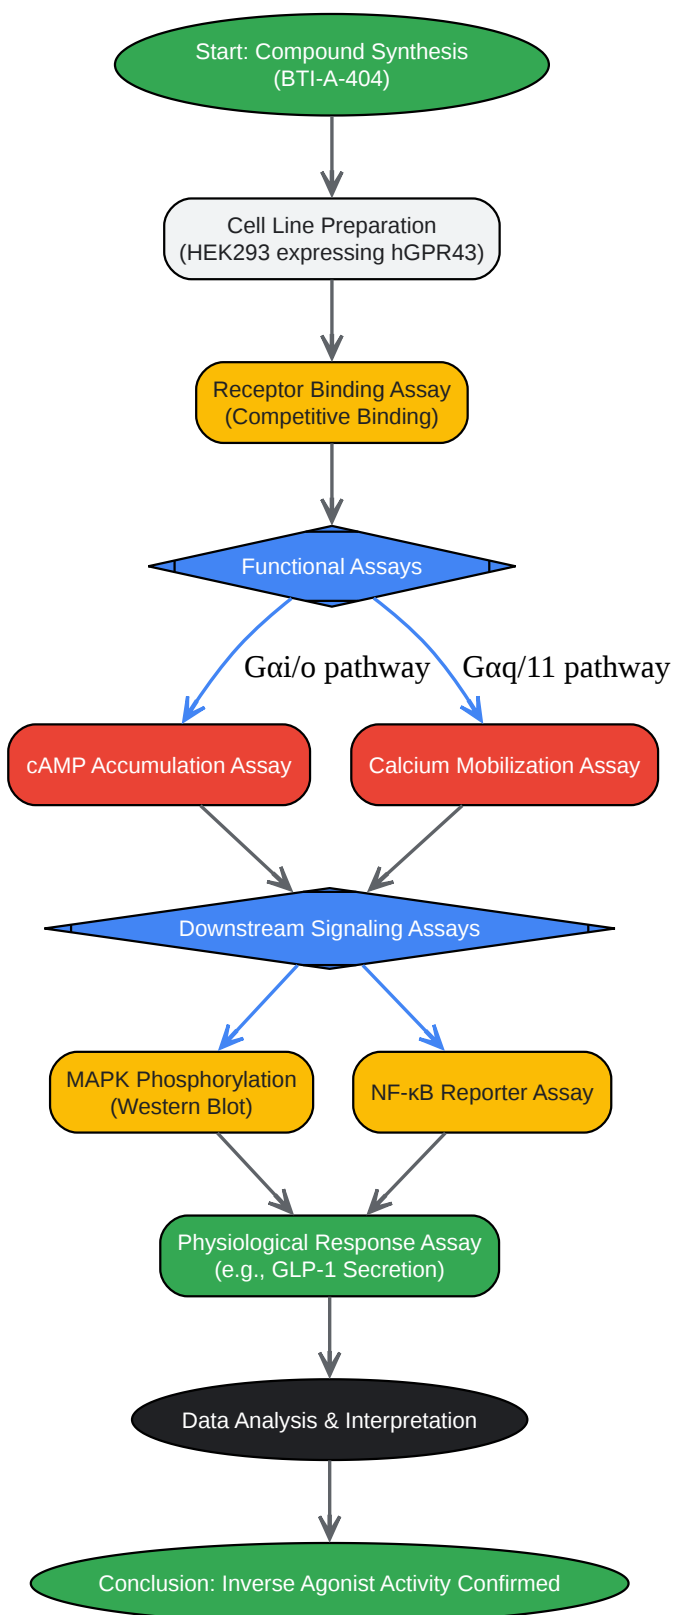 Start: Compound Synthesis
(BTI-A-404)
Cell Line Preparation
(HEK293 expressing hGPR43)
Receptor Binding Assay
(Competitive Binding)
Functional Assays
Gαi/o pathway
Gαq/11 pathway
cAMP Accumulation Assay
Calcium Mobilization Assay
Downstream Signaling Assays
MAPK Phosphorylation
(Western Blot)
NF-κB Reporter Assay
Physiological Response Assay
(e.g., GLP-1 Secretion)
Data Analysis & Interpretation
Conclusion: Inverse Agonist Activity Confirmed